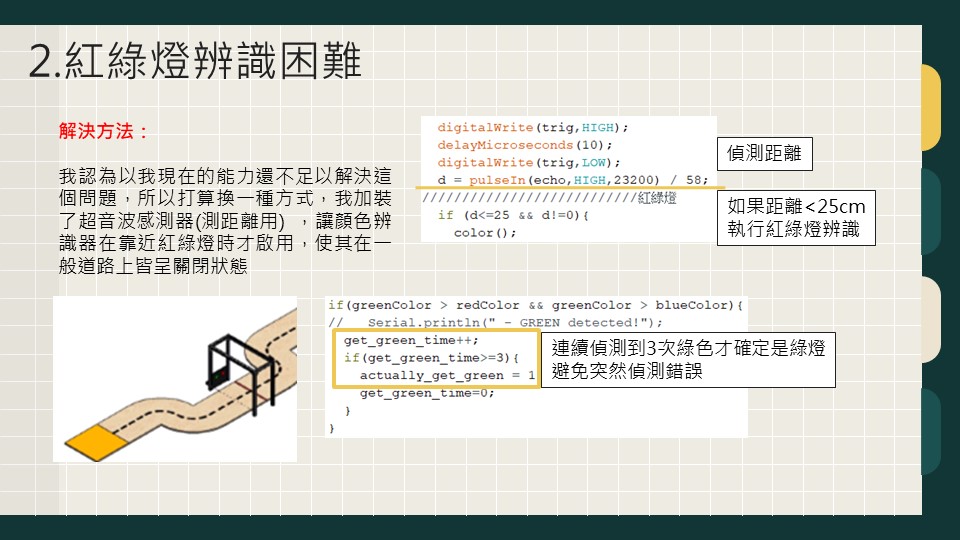 2.紅綠燈辨識困難
解決方法：
我認為以我現在的能力還不足以解決這
個問題，所以打算換一種方式，我加裝
了超音波感測器(測距離用) ，讓顏色辨
識器在靠近紅綠燈時才啟用，使其在一
般道路上皆呈關閉狀態
digitalWrite(trig,HIGH);
delayMicroseconds(10);
digitalWrite(trig,LOW);
d = pulseIn(echo,HIGH,23200) / 58;
///////////////////////////紅綠燈
if (d<=25 && d!=0){
color();
偵測距離
如果距離<25cm
執行紅綠燈辨識
if(greenColor > redColor && greenColor > blueColor){
//   Serial.println(" - GREEN detected!");
get_green_time++;
if(get_green_time>=3){
actually_get_green = 1
get_green_time=0;
}
}
連續偵測到3次綠色才確定是綠燈
避免突然偵測錯誤